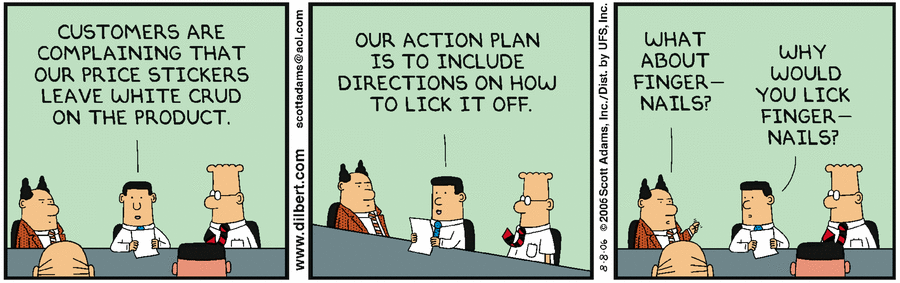 CUSTOMERS ARE
COMPLAINING THAT
OUR PRICE STICKERS
LEAVE WHITE CRUD
ON THE PRODUCT.
www.dilbert.com scottadams@aol.com
OUR ACTION PLAN
IS TO INCLUDE
DIRECTIONS ON HOW
TO LICK IT OFF.
8-8-06 © 2006 Scott Adams, Inc./Dist. by UFS, Inc.
WHAT
ABOUT
FINGER-
NAILS?
WHY
WOULD
YOU LICK
FINGER-
NAILS?